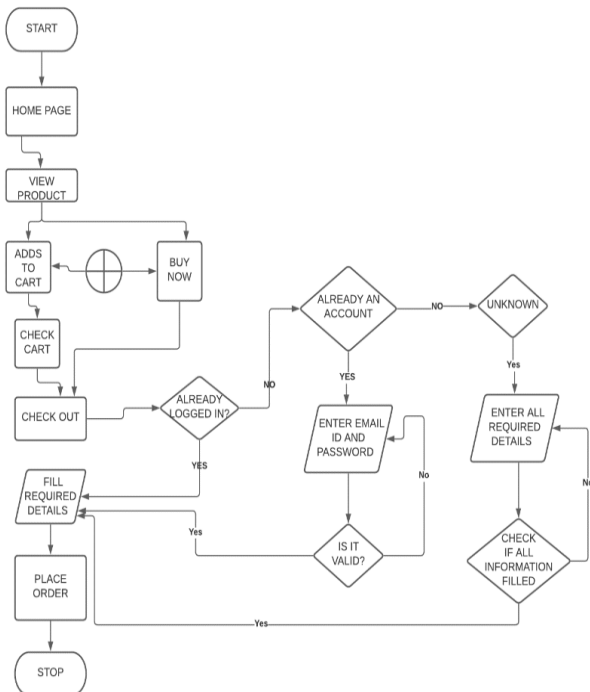 START
HOME PAGE
VIEW
PRODUCT
ADDS
TO
CART
BUY
NOW
CHECK
CART
CHECK OUT
ALREADY
LOGGED IN?
NO
YES
ALREADY AN
ACCOUNT
NO
UNKNOWN
YES
Yes
ENTER EMAIL
ID AND
PASSWORD
No
ENTER ALL
REQUIRED
DETAILS
No
IS IT
VALID?
Yes
CHECK
IF ALL
INFORMATION
FILLED
Yes
FILL
REQUIRED
DETAILS
PLACE
ORDER
STOP